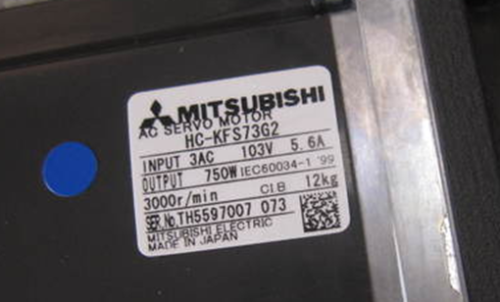 MITSUBISHI
AC SERVO MOTOR
HC-KFS73G2
INPUT 3AC 103V 5.6A
OUTPUT 750W IEC60034-1 '99
3000r/min CI.B 12kg
SER.No.TH5597007 073
MITSUBISHI ELECTRIC
MADE IN JAPAN